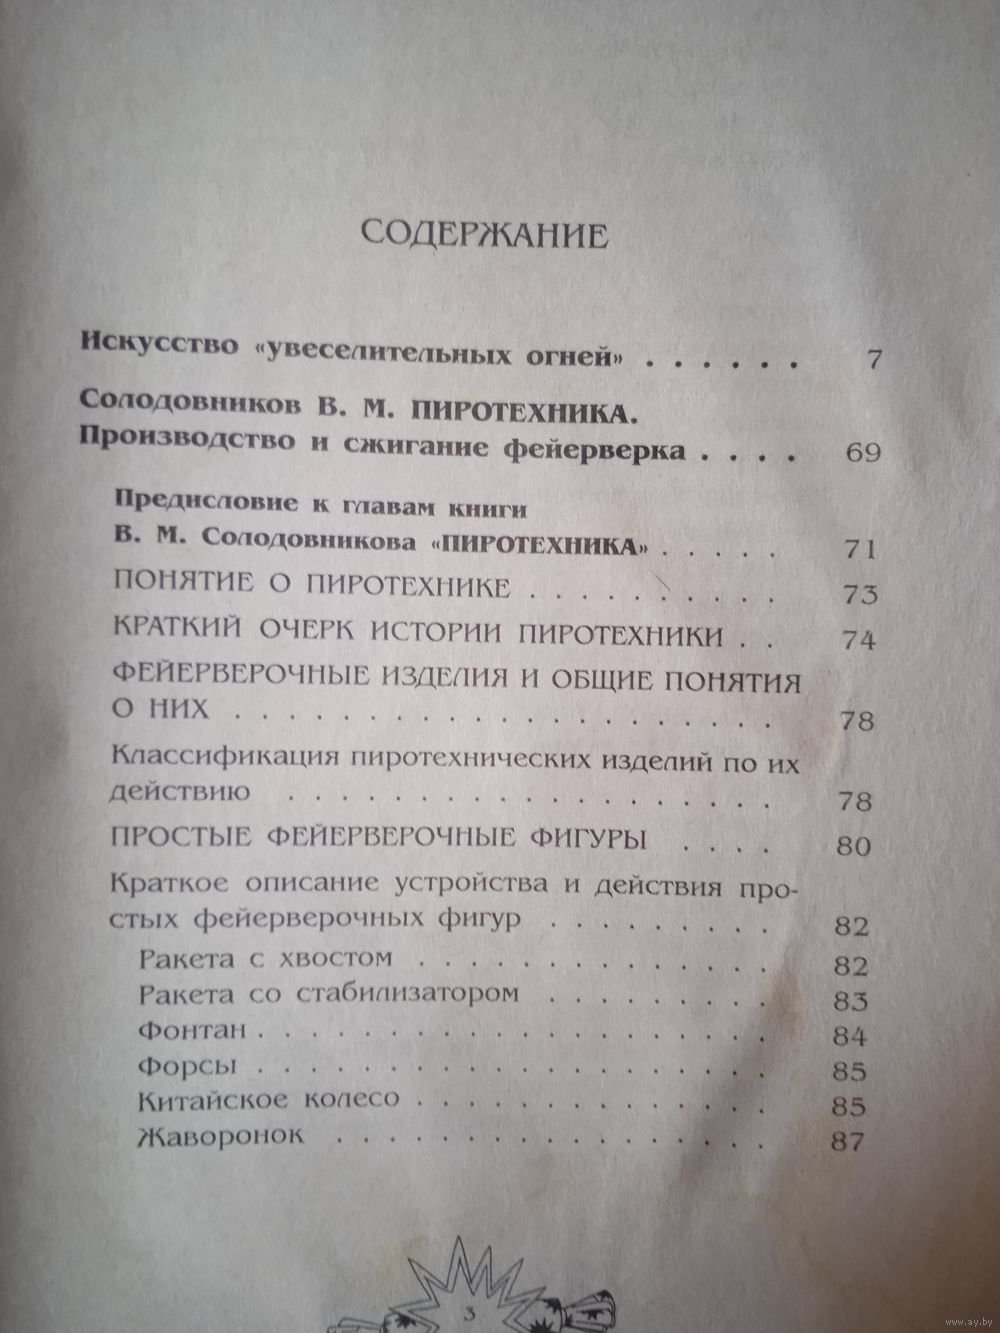 СОДЕРЖАНИЕ
Искусство «увеселительных огней» . . . . . . 7
Солодовников В. М. ПИРОТЕХНИКА.
Производство и сжигание фейерверка . . . . 69
Предисловие к главам книги
В. М. Солодовникова «ПИРОТЕХНИКА» . . . . . 71
ПОНЯТИЕ О ПИРОТЕХНИКЕ . . . . . . . . . . 73
КРАТКИЙ ОЧЕРК ИСТОРИИ ПИРОТЕХНИКИ . . 74
ФЕЙЕРВЕРОЧНЫЕ ИЗДЕЛИЯ И ОБЩИЕ ПОНЯТИЯ
О НИХ . . . . . . . . . . . . . . . . . . . . . 78
Классификация пиротехнических изделий по их
действию . . . . . . . . . . . . . . . . . . . 78
ПРОСТЫЕ ФЕЙЕРВЕРОЧНЫЕ ФИГУРЫ . . . . 80
Краткое описание устройства и действия про-
стых фейерверочных фигур . . . . . . . . . 82
Ракета с хвостом . . . . . . . . . . . . . . 82
Ракета со стабилизатором . . . . . . . . . 83
Фонтан . . . . . . . . . . . . . . . . . . . . 84
Форсы . . . . . . . . . . . . . . . . . . . . 85
Китайское колесо . . . . . . . . . . . . . . 85
Жаворонок . . . . . . . . . . . . . . . . . 87
3
www.ay.by